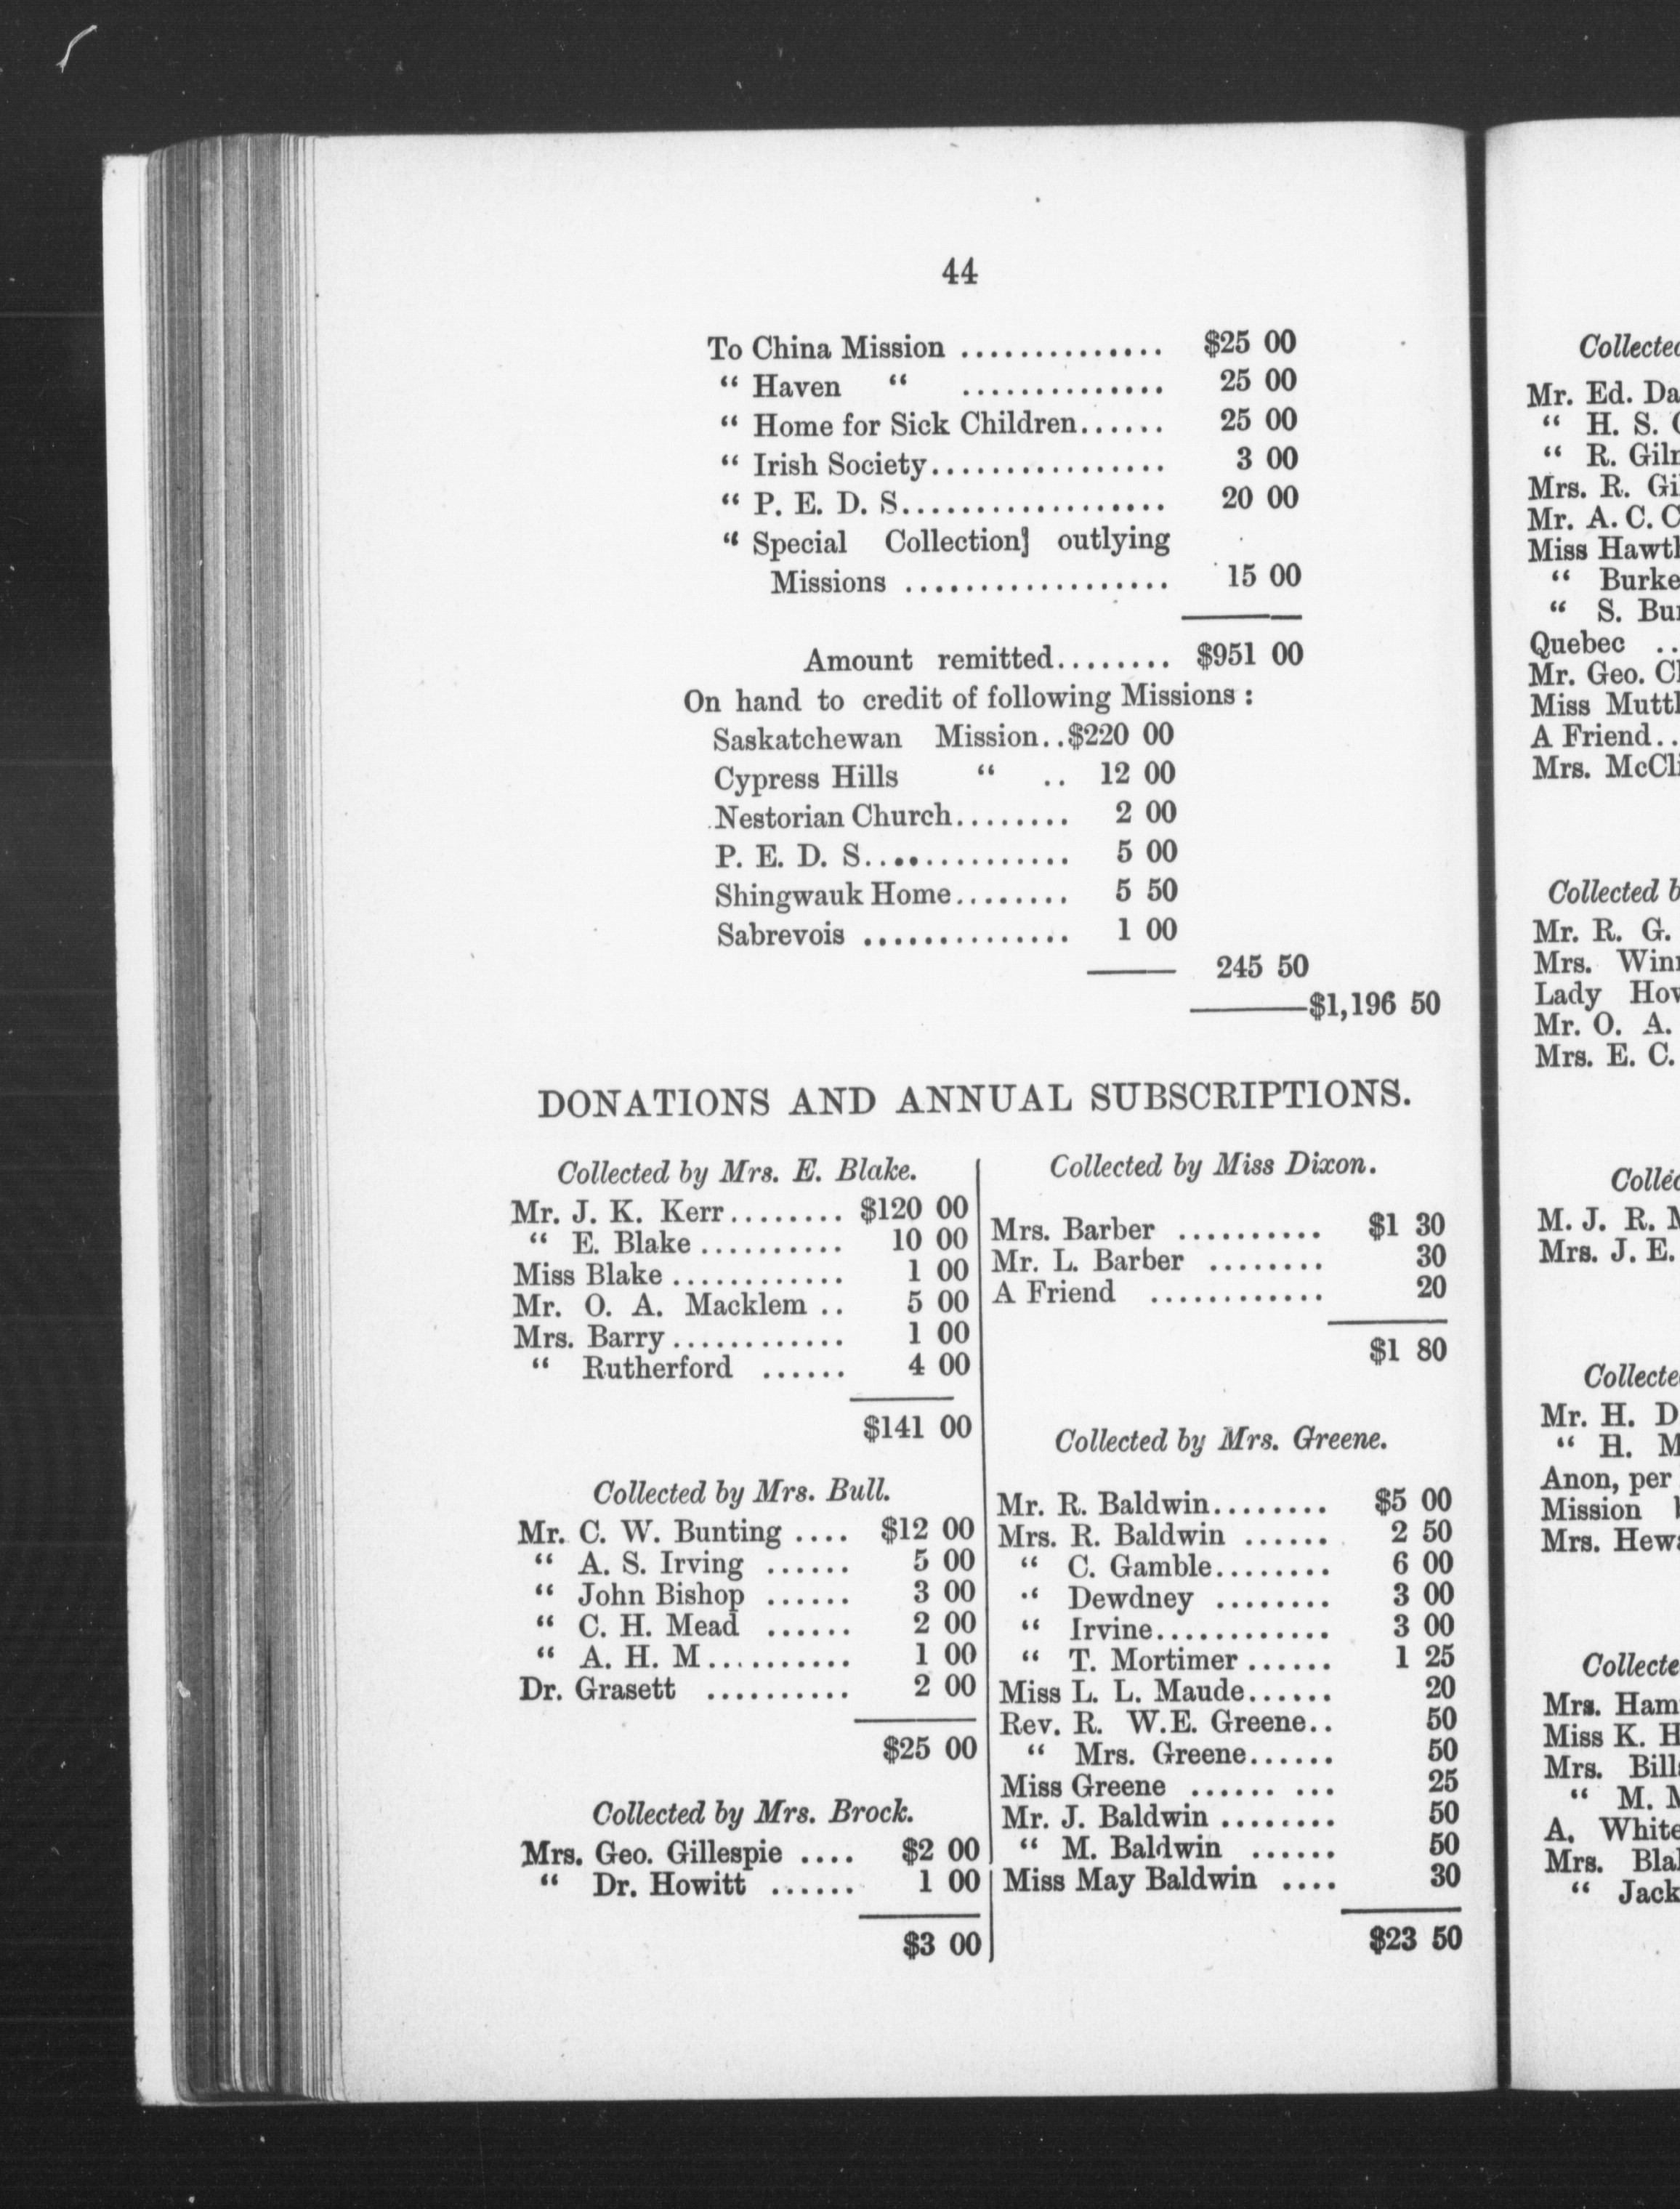 44
To China Mission .............. $25 00
“ Haven “ .............. 25 00
“ Home for Sick Children...... 25 00
“ Irish Society................ 3 00
“ P. E. D. S.................. 20 00
“ Special Collection] outlying
Missions .................. 15 00
Amount remitted........ $951 00
On hand to credit of following Missions :
Saskatchewan Mission..$220 00
Cypress Hills “ .. 12 00
Nestorian Church........ 2 00
P. E. D. S.............. 5 00
Shingwauk Home........ 5 50
Sabrevois .............. 1 00
245 50
$1,196 50
DONATIONS AND ANNUAL SUBSCRIPTIONS.
Collected by Mrs. E. Blake.
Mr. J. K. Kerr........ $120 00
“ E. Blake.......... 10 00
Miss Blake............ 1 00
Mr. O. A. Macklem .. 5 00
Mrs. Barry............ 1 00
“ Rutherford ...... 4 00
$141 00
Collected by Mrs. Bull.
Mr. C. W. Bunting .... $12 00
“ A. S. Irving ...... 5 00
“ John Bishop ...... 3 00
“ C. H. Mead ...... 2 00
“ A. H. M.......... 1 00
Dr. Grasett .......... 2 00
$25 00
Collected by Mrs. Brock.
Mrs. Geo. Gillespie .... $2 00
“ Dr. Howitt ...... 1 00
$3 00
Collected by Miss Dixon.
Mrs. Barber .......... $1 30
Mr. L. Barber ........ 30
A Friend ............ 20
$1 80
Collected by Mrs. Greene.
Mr. R. Baldwin........ $5 00
Mrs. R. Baldwin ...... 2 50
“ C. Gamble........ 6 00
“ Dewdney ........ 3 00
“ Irvine............ 3 00
“ T. Mortimer ...... 1 25
Miss L. L. Maude...... 20
Rev. R. W.E. Greene.. 50
“ Mrs. Greene...... 50
Miss Greene ...... ... 25
Mr. J. Baldwin ........ 50
“ M. Baldwin ...... 50
Miss May Baldwin .... 30
$23 50
Mr. Ed.
“ H. S.
“ R.
Mrs. R.
Mr. A. C.
Miss
“ Burke
“ S.
Quebec ..
Mr. Geo.
Miss
A Friend..
Mrs.
Collected
Mr. R. G.
Mrs.
Lady
Mr. O. A.
Mrs. E. C.
M. J. R.
Mrs. J. E.
Mr. H.
“ H.
Anon, per
Mission
Mrs.
Mrs.
Miss K.
Mrs.
“ M.
A.
Mrs.
“